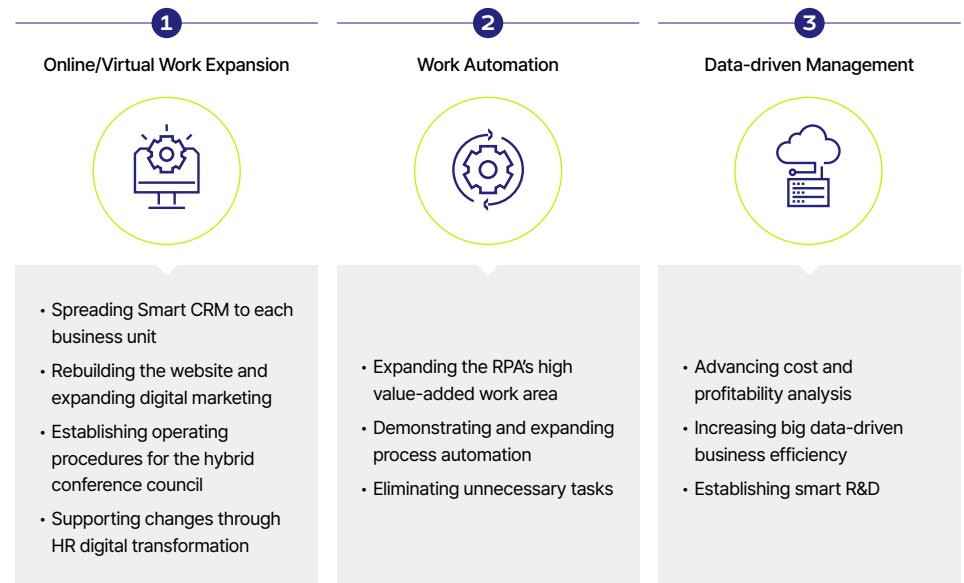 1
Online/Virtual Work Expansion
• Spreading Smart CRM to each
business unit
• Rebuilding the website and
expanding digital marketing
• Establishing operating
procedures for the hybrid
conference council
• Supporting changes through
HR digital transformation
2
Work Automation
• Expanding the RPA's high
value-added work area
• Demonstrating and expanding
process automation
• Eliminating unnecessary tasks
3
Data-driven Management
• Advancing cost and
profitability analysis
• Increasing big data-driven
business efficiency
• Establishing smart R&D